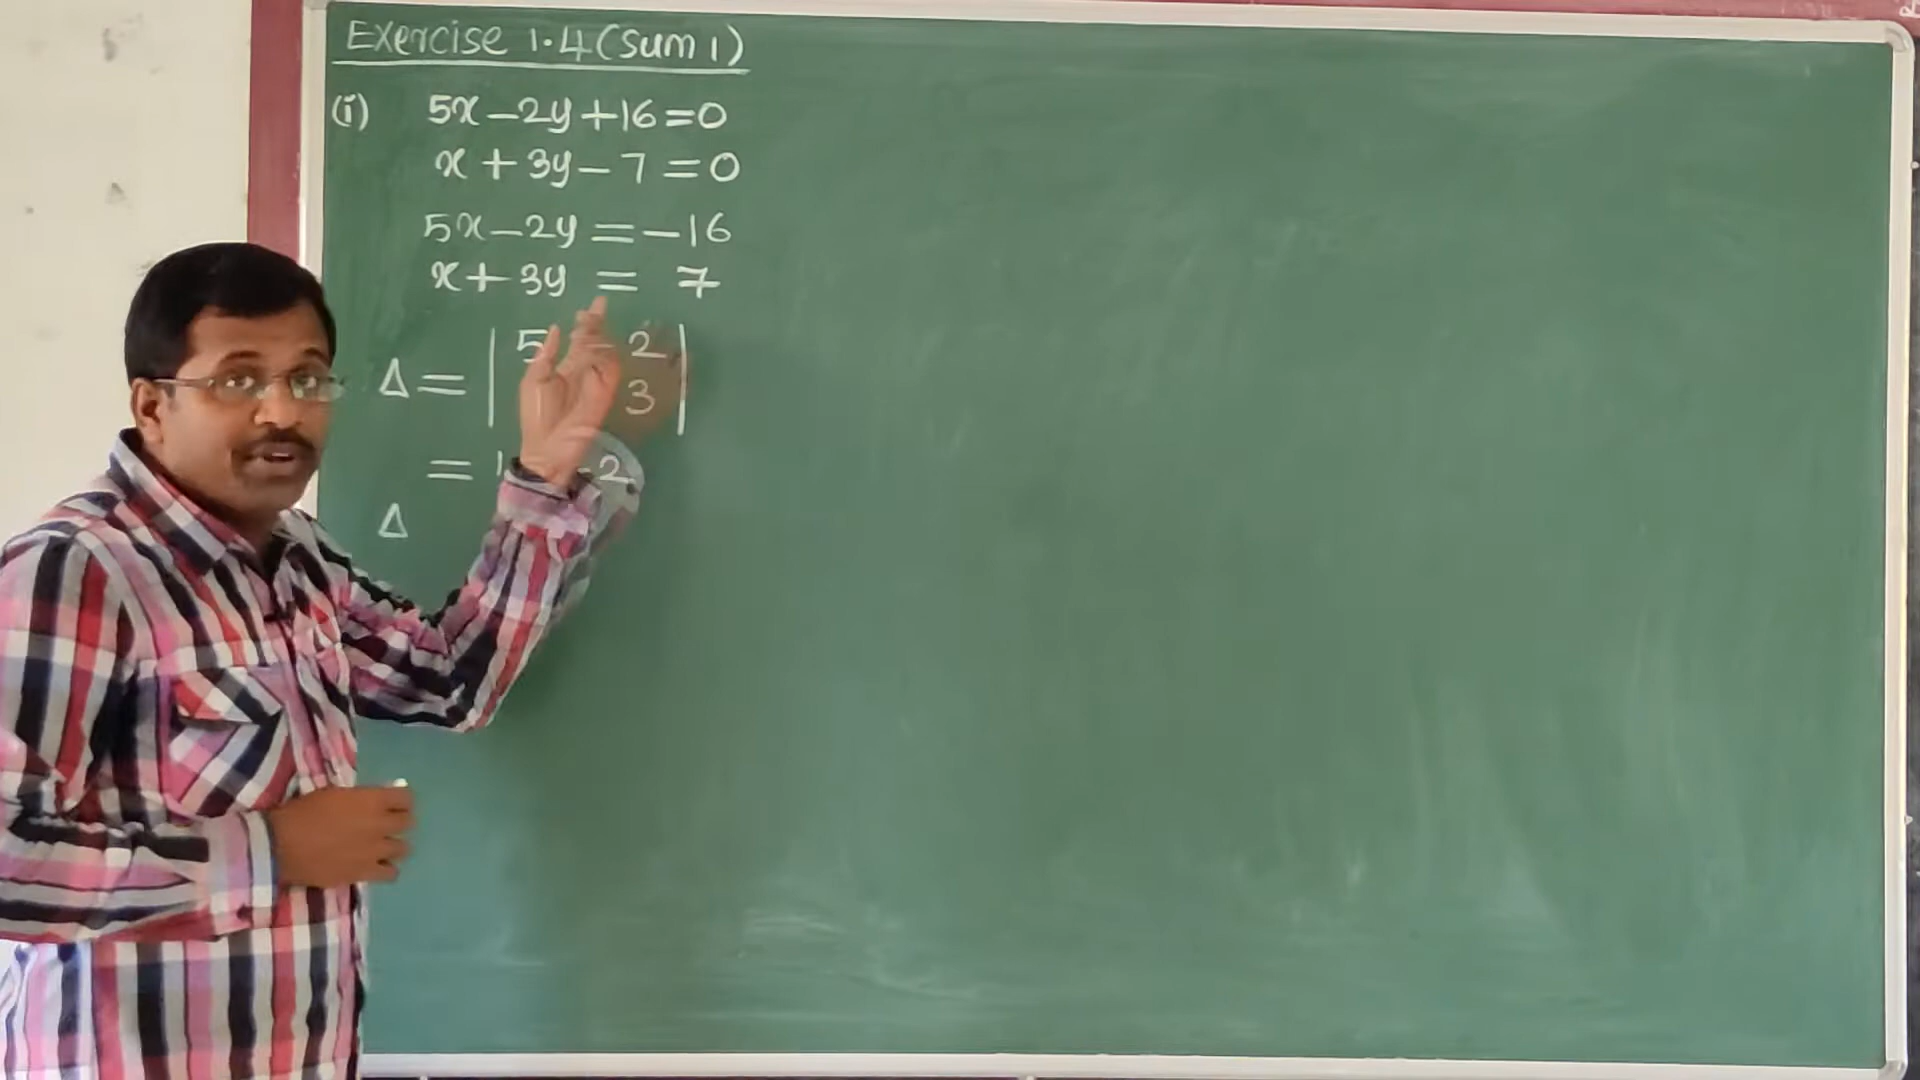 Exercise 1.4 (Sum 1)
(i) 5x-2y+16=0
x+3y-7=0
5x-2y=-16
x+3y = 7
Δ= | 5 -2 |
3 |
= -2
Δ